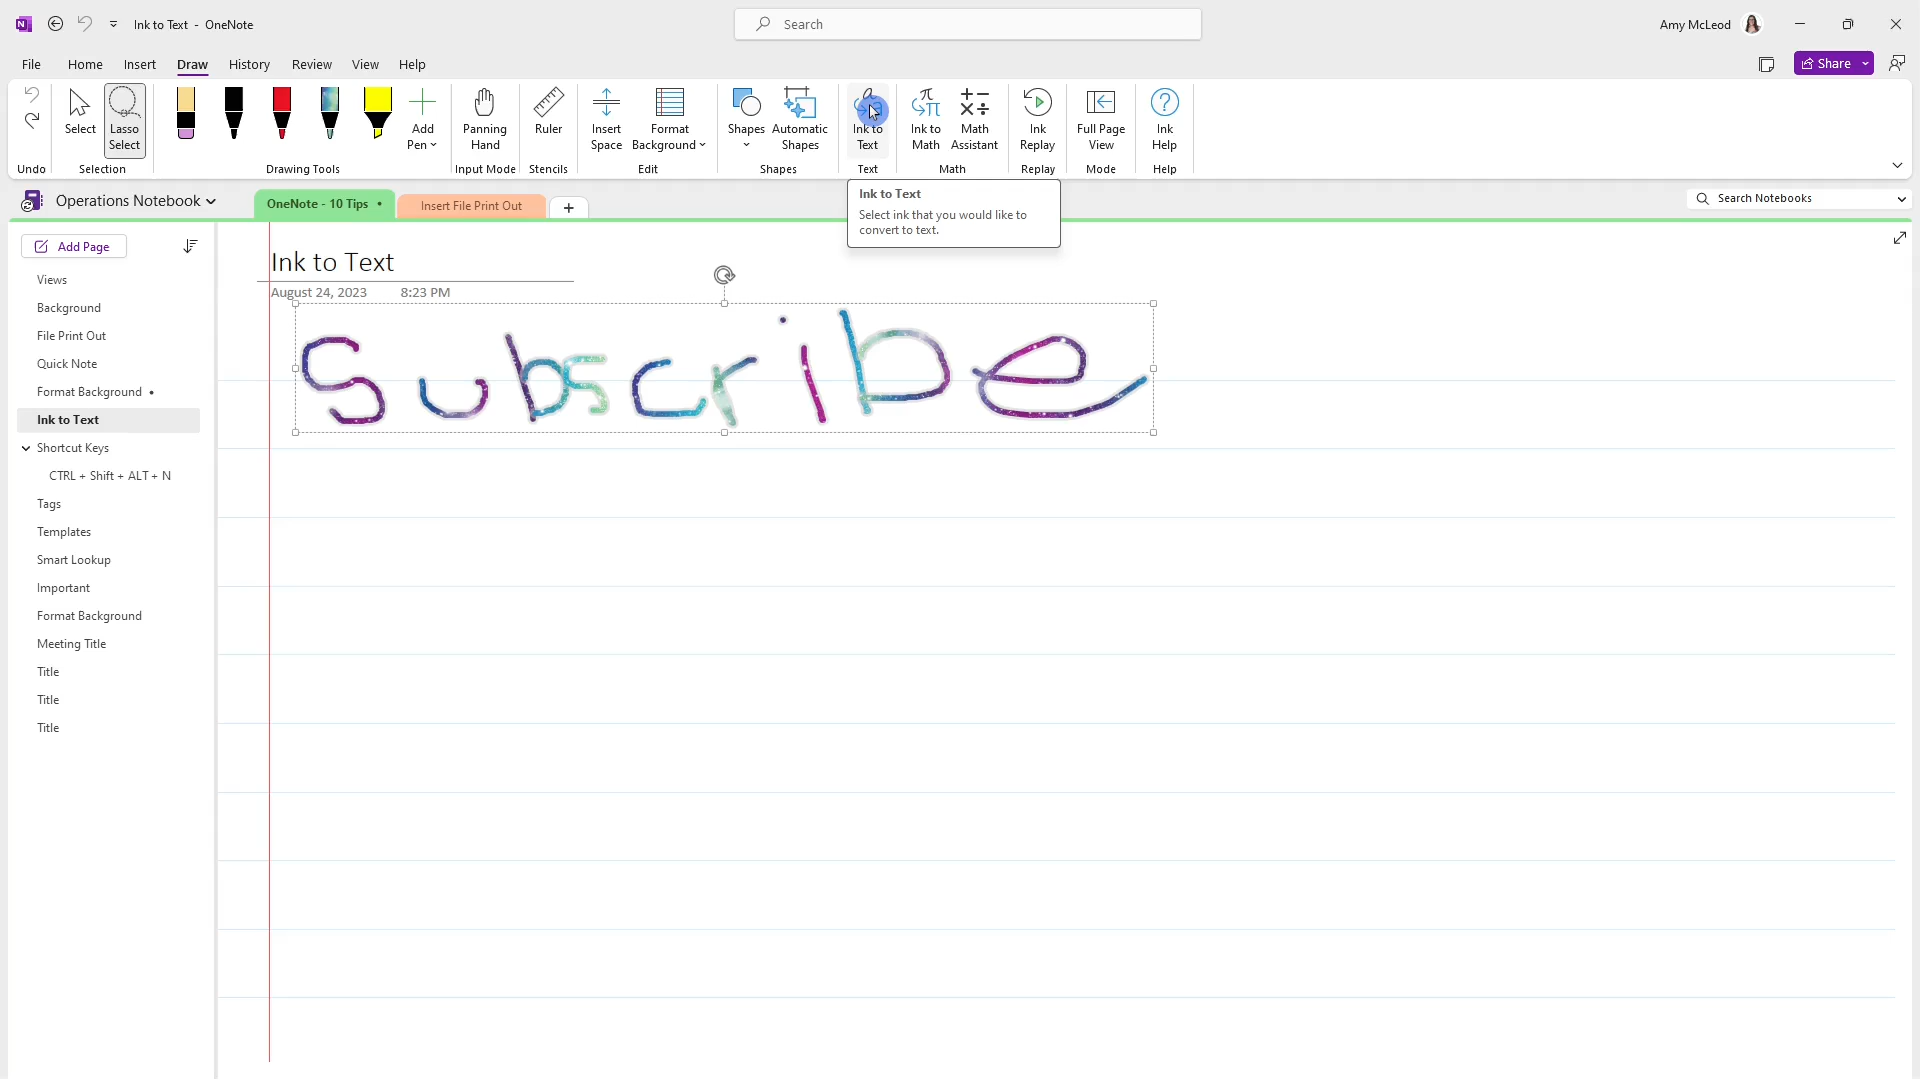 Ink to Text - OneNote
Search
Amy McLeod
File Home Insert Draw History Review View Help
Share
Select
Lasso Select
Add Pen
Panning Hand
Ruler
Insert Space
Format Background
Shapes
Automatic Shapes
Ink to Text
Ink to Math
Math Assistant
Ink Replay
Full Page View
Ink Help
Undo Selection Drawing Tools Input Mode Stencils Edit Shapes Text Math Replay Mode Help
Operations Notebook
OneNote - 10 Tips •
Insert File Print Out
Search Notebooks
Ink to Text
Select ink that you would like to
convert to text.
Add Page
Views
Background
File Print Out
Quick Note
Format Background •
Ink to Text
Shortcut Keys
CTRL + Shift + ALT + N
Tags
Templates
Smart Lookup
Important
Format Background
Meeting Title
Title
Title
Title
Ink to Text
August 24, 2023 8:23 PM
Subscribe